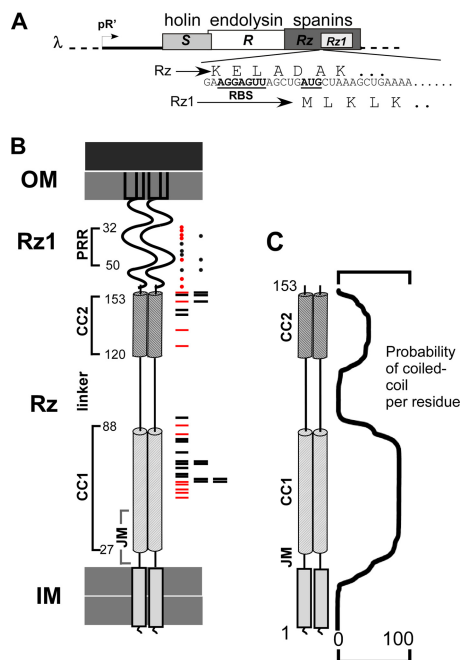 A
holin endolysin spanins
λ pR' S R Rz Rz1
Rz K E L A D A K ...
GAAGGAGUUAGCUGAUGCUAAAGCUGAAAA......
RBS
Rz1 M L K L K ..
B
OM
Rz1
PRR
32
50
CC2
153
120
Rz
linker
CC1
88
27
JM
IM
C
153
CC2
CC1
JM
1
Probability
of coiled-
coil
per residue
0 100